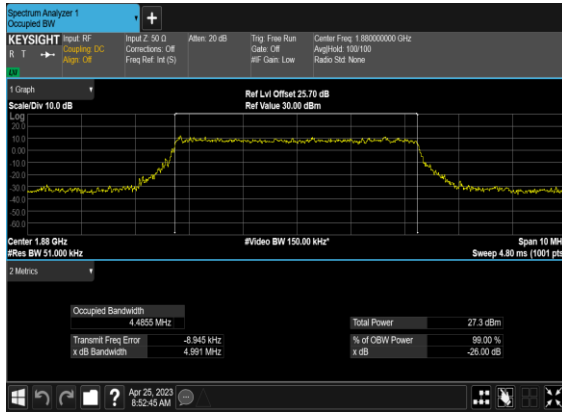 Spectrum Analyzer 1
Occupied BW
+
KEYSIGHT
R T
LXI
Input: RF
Coupling: DC
Align: Off
Input Z: 50 Ω
Corrections: Off
Freq Ref: Int (S)
Atten: 20 dB
Trig: Free Run
Gate: Off
#IF Gain: Low
Center Freq: 1.880000000 GHz
Avg|Hold: 100/100
Radio Std: None
1 Graph
Scale/Div 10.0 dB
Ref Lvl Offset 25.70 dB
Ref Value 30.00 dBm
Log
20.0
10.0
0.00
-10.0
-20.0
-30.0
-40.0
-50.0
-60.0
Center 1.88 GHz
#Res BW 51.000 kHz
#Video BW 150.00 kHz*
Span 10 MH
Sweep 4.80 ms (1001 pts
2 Metrics
Occupied Bandwidth
4.4855 MHz
Total Power 27.3 dBm
Transmit Freq Error -8.945 kHz
% of OBW Power 99.00 %
x dB Bandwidth 4.991 MHz
x dB -26.00 dB
?
Apr 25, 2023
8:52:45 AM